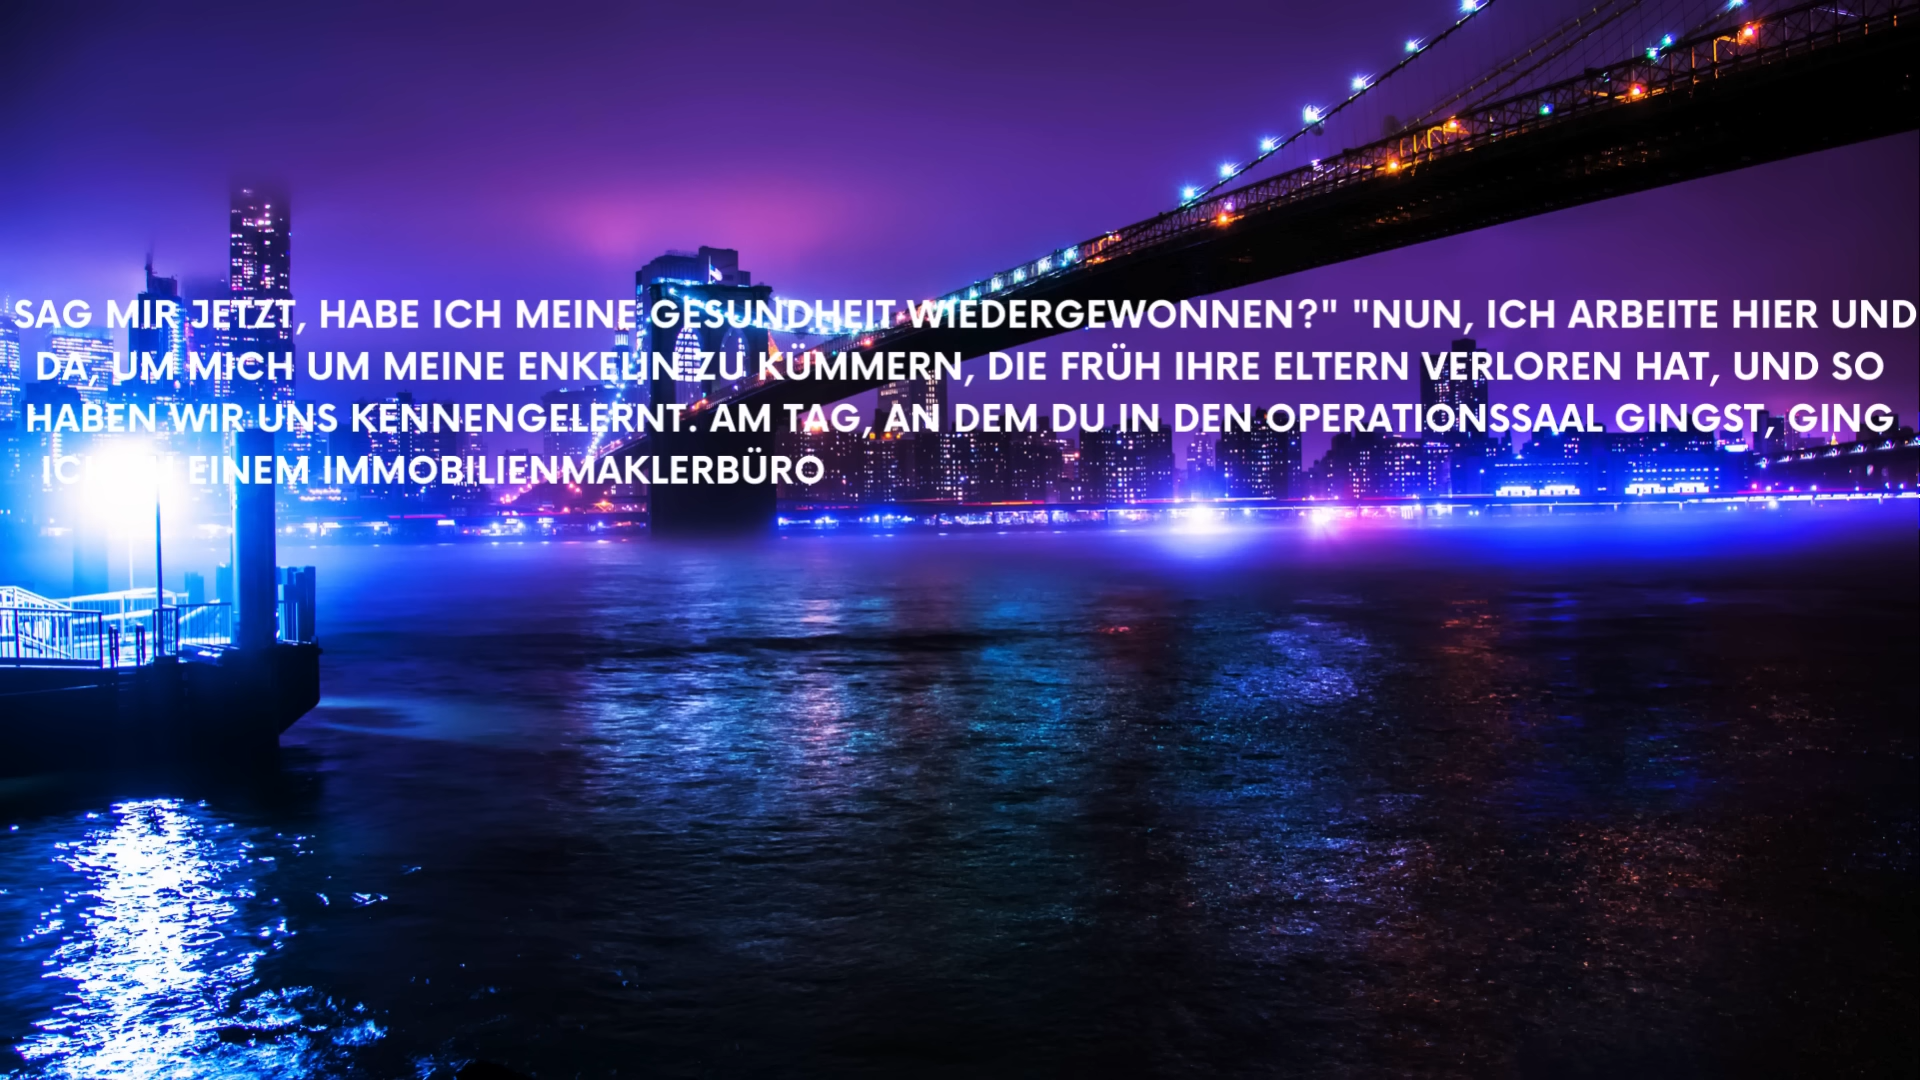 SAG MIR JETZT, HABE ICH MEINE GESUNDHEIT WIEDERGEWONNEN?" "NUN, ICH ARBEITE HIER UND
DA, UM MICH UM MEINE ENKELIN ZU KÜMMERN, DIE FRÜH IHRE ELTERN VERLOREN HAT, UND SO
HABEN WIR UNS KENNENGELERNT. AM TAG, AN DEM DU IN DEN OPERATIONSSAAL GINGST, GING
ICH EINEM IMMOBILIENMAKLERBÜRO